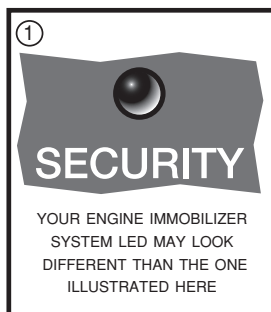 ①
SECURITY
YOUR ENGINE IMMOBILIZER
SYSTEM LED MAY LOOK
DIFFERENT THAN THE ONE
ILLUSTRATED HERE